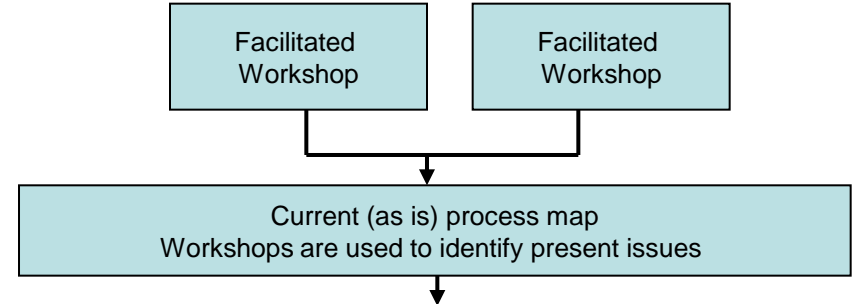 Facilitated
Workshop
Facilitated
Workshop
Current (as is) process map
Workshops are used to identify present issues